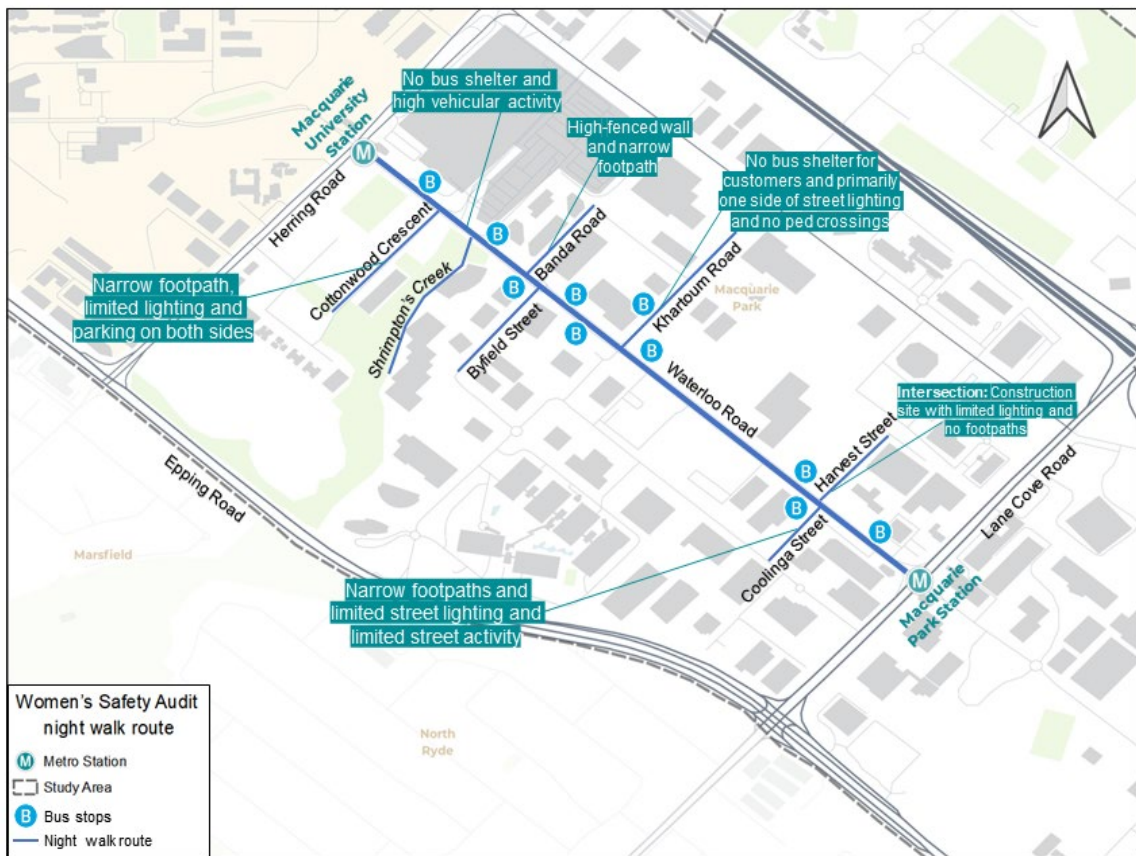 No bus shelter and
high vehicular activity
Macquarie
University
Station
M
High-fenced wall
and narrow
footpath
No bus shelter for
customers and primarily
one side of street lighting
and no ped crossings
Herring Road
B
Cottonwood Crescent
B
Banda Road
Narrow footpath,
limited lighting and
parking on both sides
Shrimpton's Creek
B
B
B
Byfield Street
B
Khartoum Road
Macquarie
Park
B
Waterloo Road
Intersection: Construction
site with limited lighting and
no footpaths
Epping Road
B
Harvest Street
Lane Cove Road
B
B
Coolinga Street
M
Macquarie
Park Station
Marsfield
Narrow footpaths and
limited street lighting and
limited street activity
North
Ryde
Women's Safety Audit
night walk route
M Metro Station
Study Area
B Bus stops
Night walk route